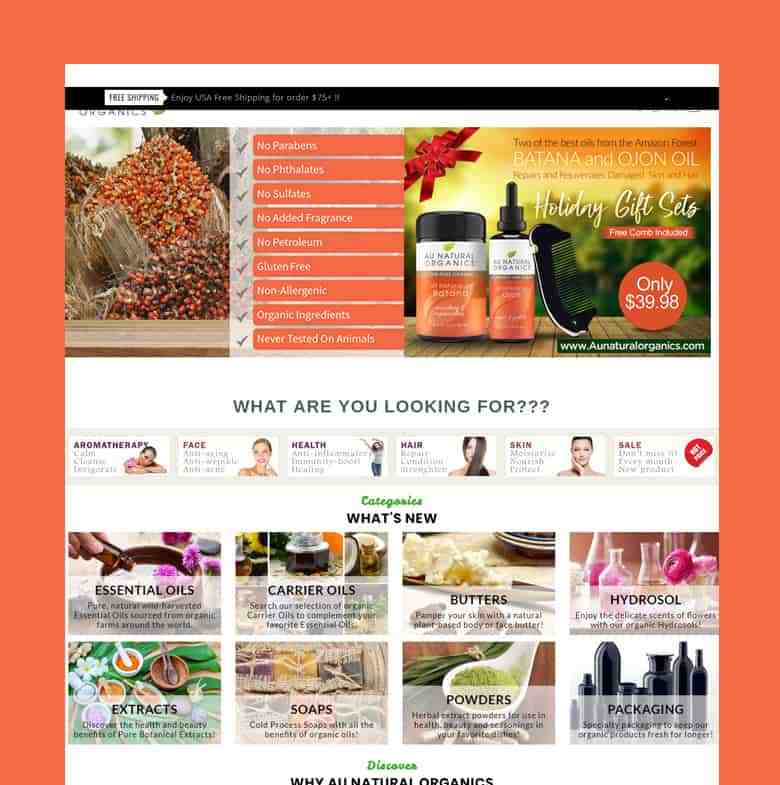 FREE SHIPPING Enjoy USA Free Shipping for order $75+ !!
ORGANICS
No Parabens
No Phthalates
No Sulfates
No Added Fragrance
No Petroleum
Gluten Free
Non-Allergenic
Organic Ingredients
Never Tested On Animals
Two of the best oils from the Amazon Forest
BATANA and OJON OIL
Repairs and Rejuvenates Damaged Skin and Hair
Holiday Gift Sets
Free Comb Included
AU NATURAL
ORGANICS
Batana
AU NATURAL
ORGANICS
Only
$39.98
www.Aunaturalorganics.com
WHAT ARE YOU LOOKING FOR???
AROMATHERAPY
Calm
Cleanse
Invigorate
FACE
Anti-aging
Anti-wrinkle
Anti-acne
HEALTH
Anti-inflammatory
Immunity-boost
Healing
HAIR
Repair
Condition
Strengthen
SKIN
Moisturize
Nourish
Protect
SALE
Don't miss it!
Every mouth
New product
HOT
PRICE
Categories
WHAT'S NEW
ESSENTIAL OILS
Pure, natural wild-harvested
Essential Oils sourced from organic
farms around the world.
CARRIER OILS
Search our selection of organic
Carrier Oils to complement your
favorite Essential Oils.
BUTTERS
Pamper your skin with a natural
plant-based body or face butter!
HYDROSOL
Enjoy the delicate scents of flowers
with our organic Hydrosols!
EXTRACTS
Discover the health and beauty
benefits of Pure Botanical Extracts!
SOAPS
Cold Process Soaps with all the
benefits of organic oils!
POWDERS
Herbal extract powders for use in
health, beauty and seasonings in
your favorite dishes!
PACKAGING
Specialty packaging to keep our
organic products fresh for longer!
Discover
WHY AU NATURAL ORGANICS